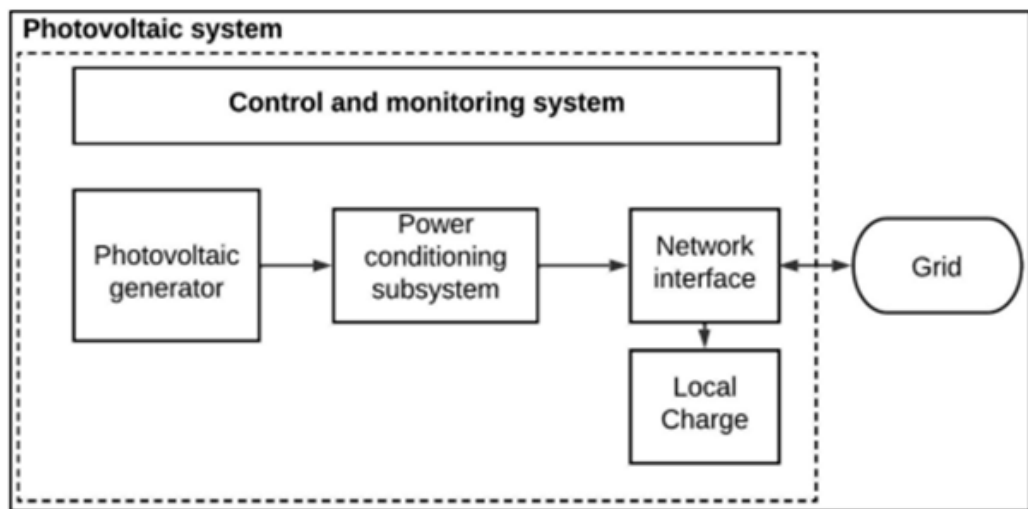 Photovoltaic system
Control and monitoring system
Photovoltaic
generator
Power
conditioning
subsystem
Network
interface
Grid
Local
Charge